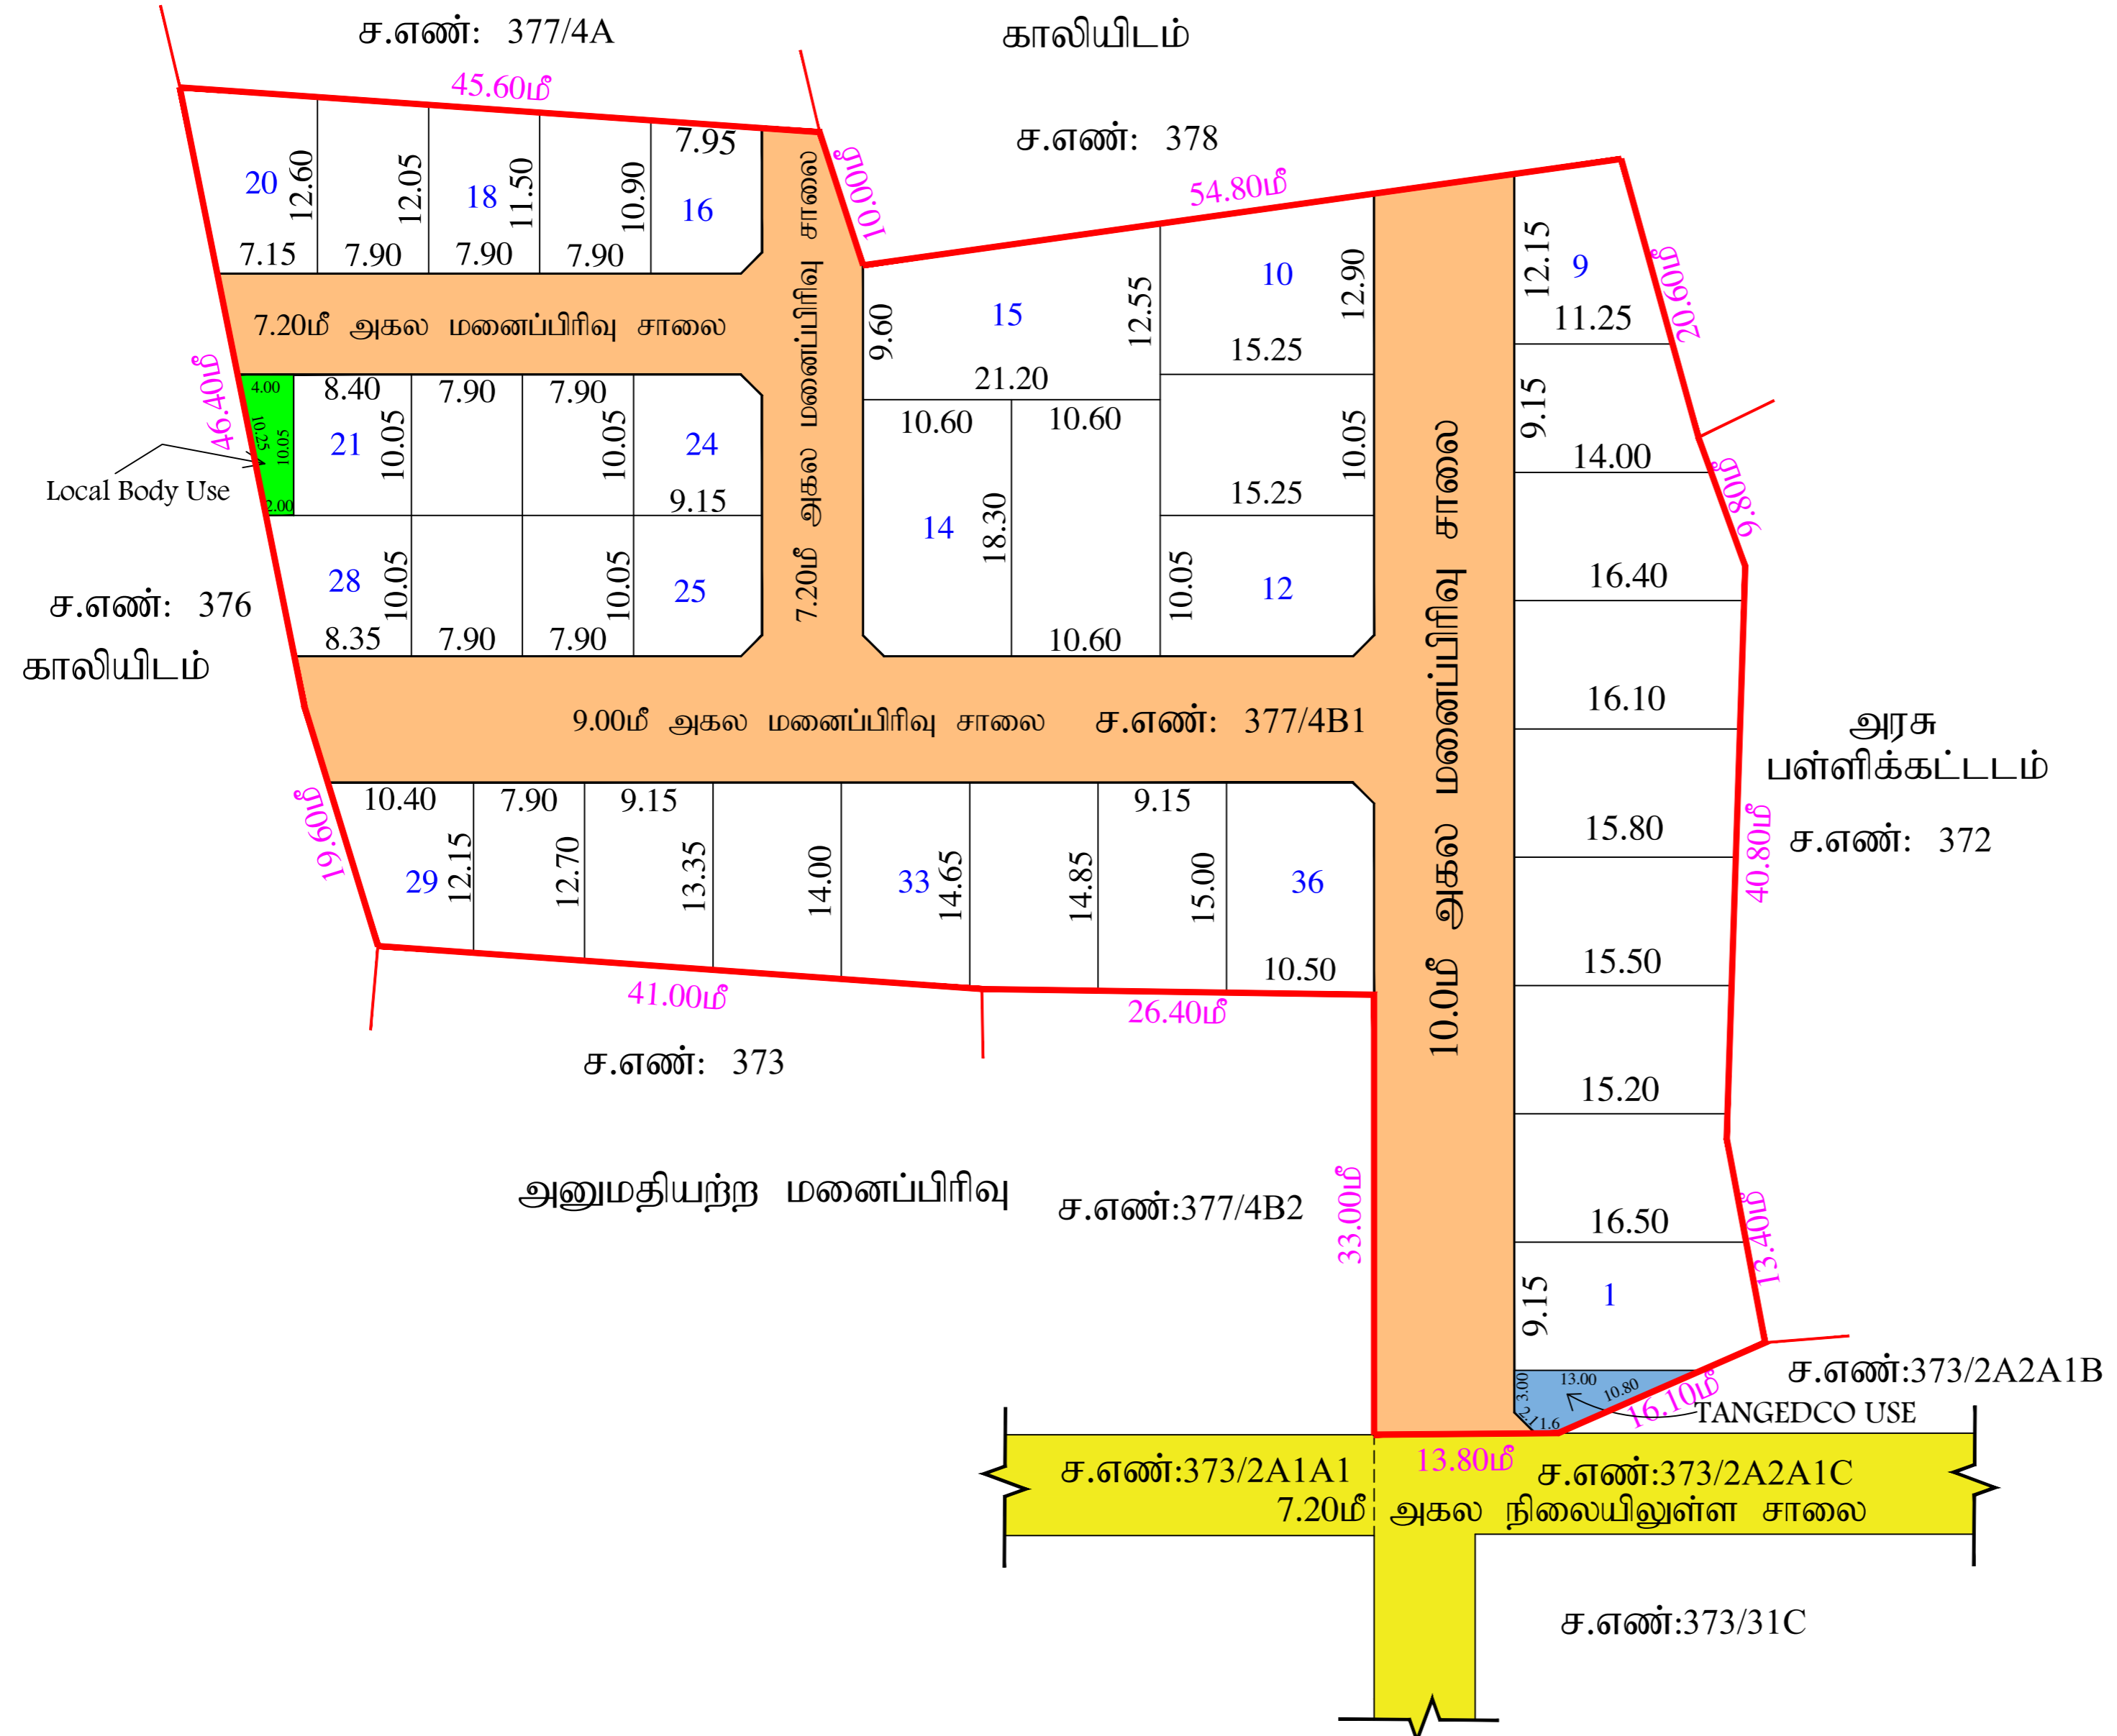 ச.எண்: 377/4A
காலியிடம்
45.60மீ
ச.எண்: 378
10.00மீ
54.80மீ
20 12.60 12.05 18 11.50 10.90 7.95 16
7.15 7.90 7.90 7.90
7.20மீ அகல மனைப்பிரிவு சாலை
7.20மீ அகல மனைப்பிரிவு சாலை
9.60 15 12.55 10 12.90
21.20 15.25
12.15 9
11.25
20.60மீ
46.40மீ
4.00 10.25 10.05 2.00
Local Body Use
8.40 7.90 7.90
21 10.05 10.05 24
9.15
10.60 10.60
14 18.30
10.60
10.05
15.25
10.05 12
9.15
14.00
9.80மீ
16.40
ச.எண்: 376
காலியிடம்
28 10.05 10.05 25
8.35 7.90 7.90
10.0மீ அகல மனைப்பிரிவு சாலை
16.10
9.00மீ அகல மனைப்பிரிவு சாலை ச.எண்: 377/4B1
அரசு
பள்ளிக்கட்டடம்
ச.எண்: 372
40.80மீ
15.80
19.60மீ
10.40 7.90 9.15 9.15
29 12.15 12.70 13.35 14.00 33 14.65 14.85 15.00 36
10.50
15.50
41.00மீ
26.40மீ
ச.எண்: 373
15.20
அனுமதியற்ற மனைப்பிரிவு
ச.எண்:377/4B2
33.00மீ
16.50
13.40மீ
9.15 1
ச.எண்:373/2A2A1B
3.00 13.00 10.80
2.1 1.6
16.10மீ
TANGEDCO USE
ச.எண்:373/2A1A1
13.80மீ
ச.எண்:373/2A2A1C
7.20மீ அகல நிலையிலுள்ள சாலை
ச.எண்:373/31C